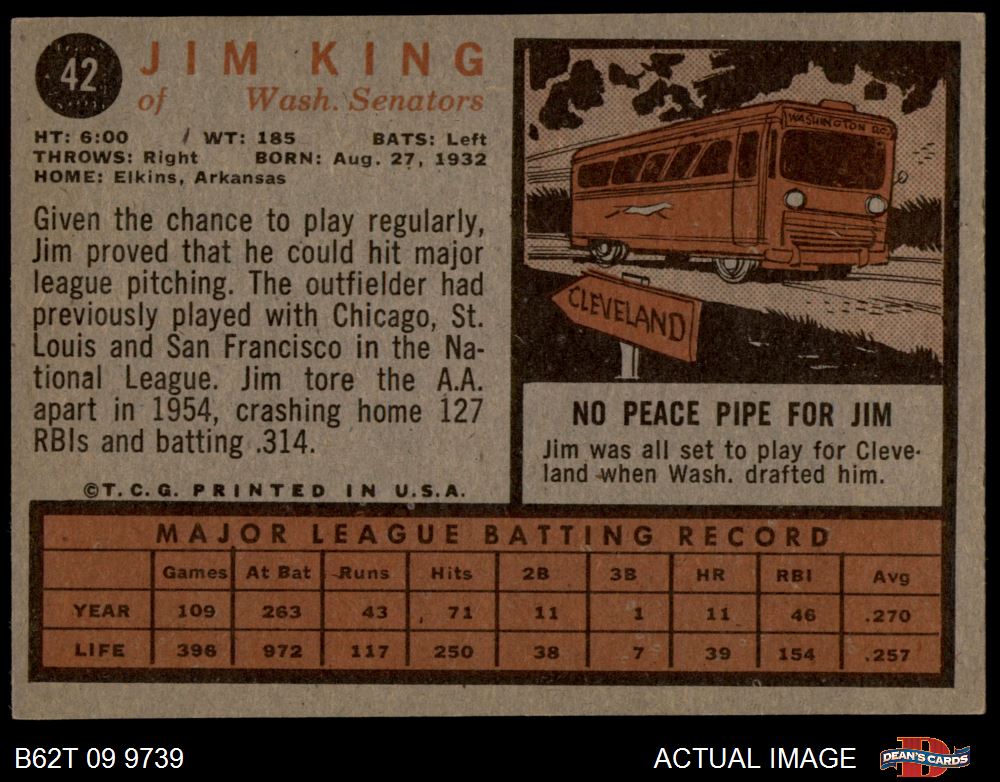 42
JIM KING
of Wash. Senators
HT: 6:00 / WT: 185 BATS: Left
THROWS: Right BORN: Aug. 27, 1932
HOME: Elkins, Arkansas
Given the chance to play regularly,
Jim proved that he could hit major
league pitching. The outfielder had
previously played with Chicago, St.
Louis and San Francisco in the Na-
tional League. Jim tore the A.A.
apart in 1954, crashing home 127
RBIs and batting .314.
©T.C.G. PRINTED IN U.S.A.
WASHINGTON D.C.
CLEVELAND
NO PEACE PIPE FOR JIM
Jim was all set to play for Cleve-
land when Wash. drafted him.
MAJOR LEAGUE BATTING RECORD
Games At Bat Runs Hits 2B 3B HR RBI Avg
YEAR 109 263 43 71 11 1 11 46 .270
LIFE 396 972 117 250 38 7 39 154 .257
B62T 09 9739
ACTUAL IMAGE
DEAN'S CARDS